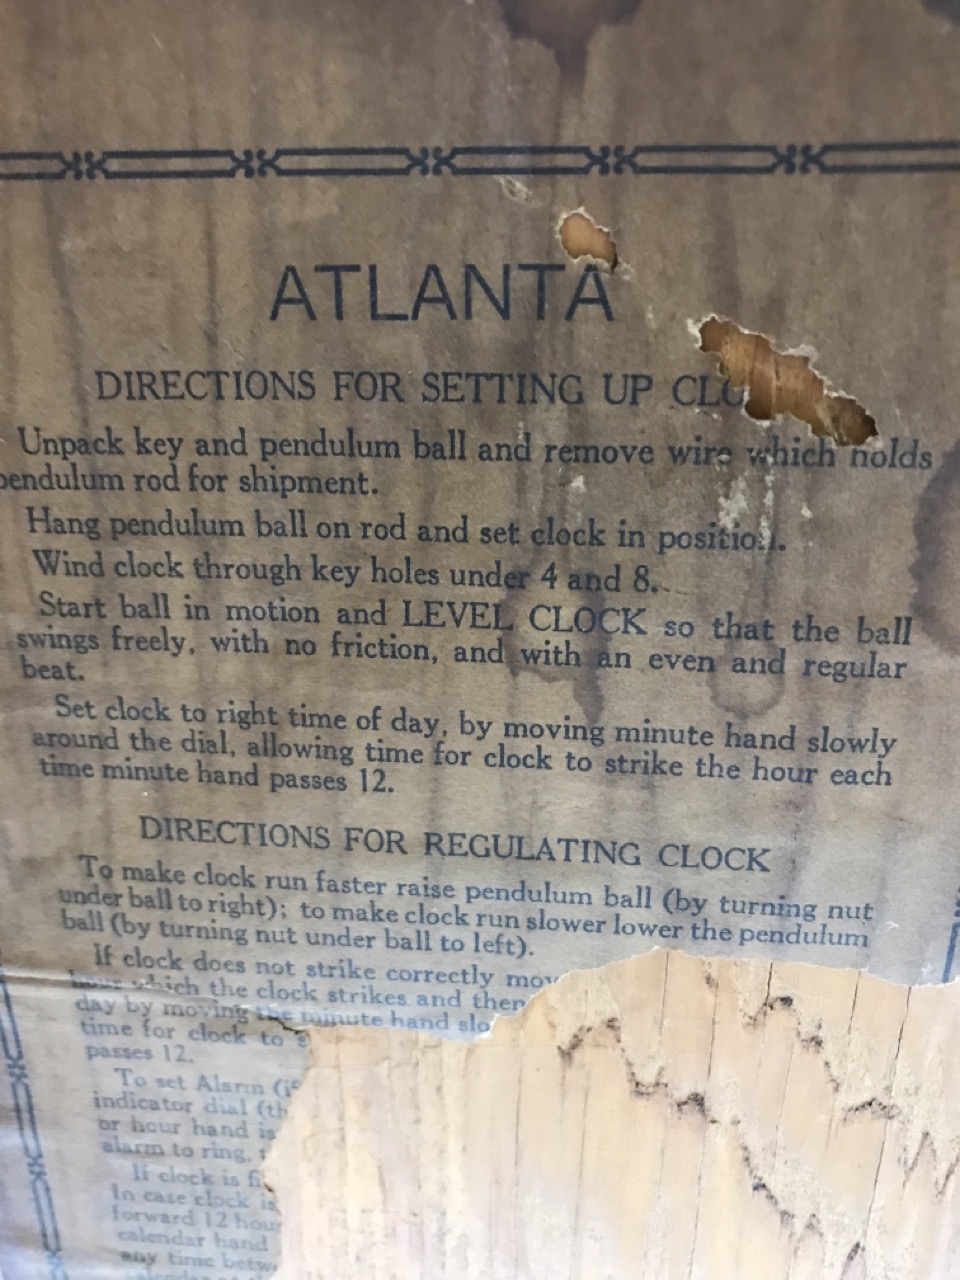 ATLANTA
DIRECTIONS FOR SETTING UP
Unpack key and pendulum ball and remove wire which holds
pendulum rod for shipment.
Hang pendulum ball on rod and set clock in position.
Wind clock through key holes under 4 and 8.
Start ball in motion and LEVEL CLOCK so that the ball
swings freely, with no friction, and with an even and regular
beat.
Set clock to right time of day, by moving minute hand slowly
around the dial, allowing time for clock to strike the hour each
time minute hand passes 12.
DIRECTIONS FOR REGULATING CLOCK
To make clock run faster raise pendulum ball (by turning nut
under ball to right); to make clock run slower lower the pendulum
ball (by turning nut under ball to left).
If clock does not strike correctly
hour which the clock strikes and then
day by moving the minute hand
time for clock to
passes 12.
To set Alarm
indicator dial
or hour hand is
alarm to ring,
If clock is
In case clock is
forward 12
calendar hand
any time